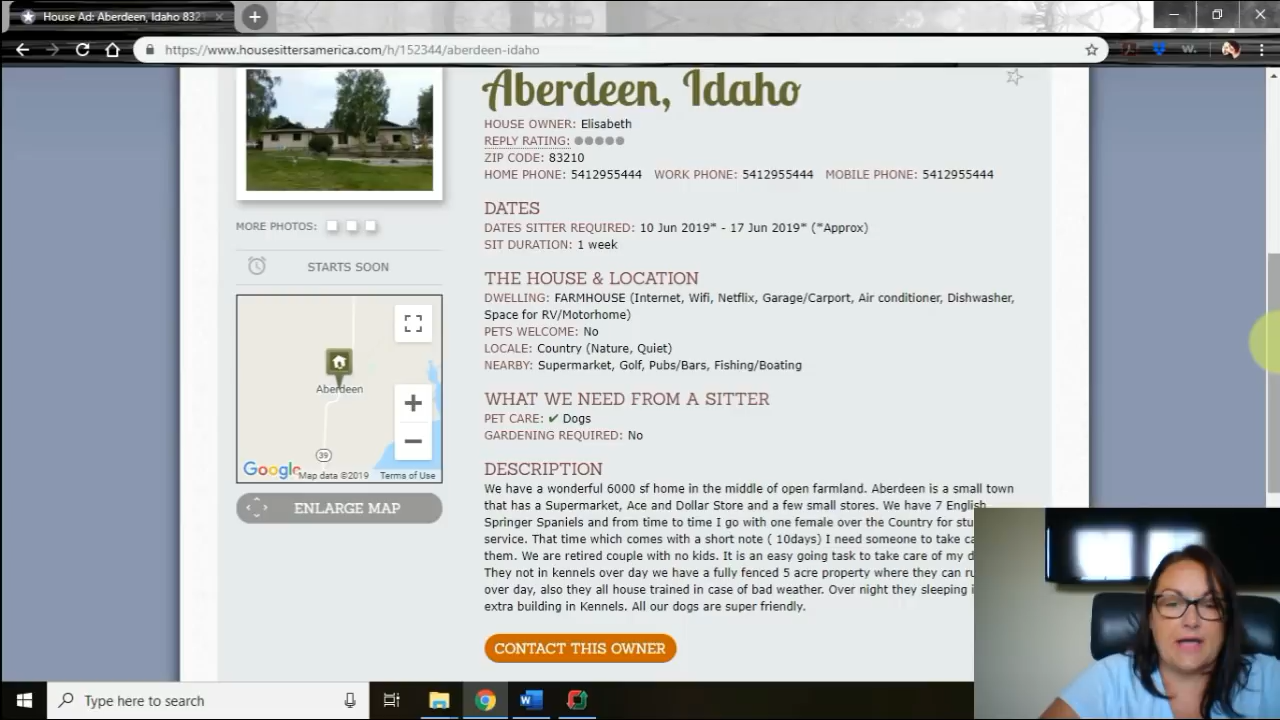 House Ad: Aberdeen, Idaho 8321
https://www.housesittersamerica.com/h/152344/aberdeen-idaho
W.
Aberdeen, Idaho
HOUSE OWNER: Elisabeth
REPLY RATING:
ZIP CODE: 83210
HOME PHONE: 5412955444 WORK PHONE: 5412955444 MOBILE PHONE: 5412955444
MORE PHOTOS:
STARTS SOON
Aberdeen
39
Google
Map data ©2019 Terms of Use
ENLARGE MAP
DATES
DATES SITTER REQUIRED: 10 Jun 2019* - 17 Jun 2019* (*Approx)
SIT DURATION: 1 week
THE HOUSE & LOCATION
DWELLING: FARMHOUSE (Internet, Wifi, Netflix, Garage/Carport, Air conditioner, Dishwasher,
Space for RV/Motorhome)
PETS WELCOME: No
LOCALE: Country (Nature, Quiet)
NEARBY: Supermarket, Golf, Pubs/Bars, Fishing/Boating
WHAT WE NEED FROM A SITTER
PET CARE: ✔ Dogs
GARDENING REQUIRED: No
DESCRIPTION
We have a wonderful 6000 sf home in the middle of open farmland. Aberdeen is a small town
that has a Supermarket, Ace and Dollar Store and a few small stores. We have 7 English
Springer Spaniels and from time to time I go with one female over the Country for stu
service. That time which comes with a short note ( 10days) I need someone to take ca
them. We are retired couple with no kids. It is an easy going task to take care of my d
They not in kennels over day we have a fully fenced 5 acre property where they can ru
over day, also they all house trained in case of bad weather. Over night they sleeping i
extra building in Kennels. All our dogs are super friendly.
CONTACT THIS OWNER
Type here to search